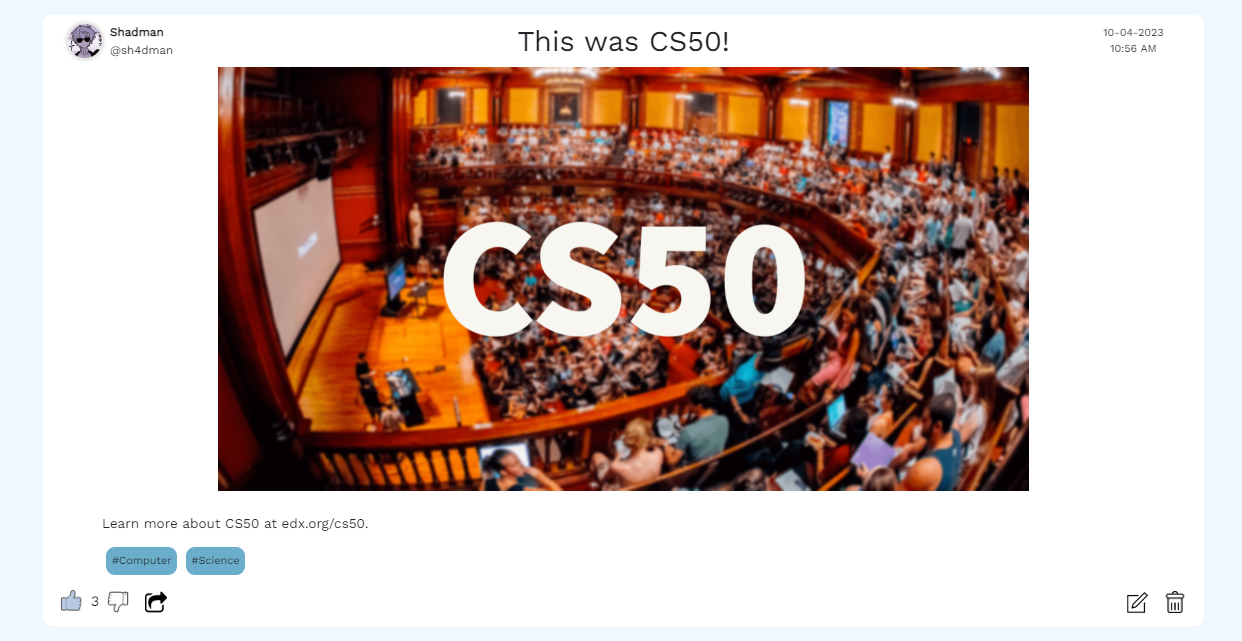 Shadman
@sh4dman
This was CS50!
10-04-2023
10:56 AM
CS50
Learn more about CS50 at edx.org/cs50.
#Computer #Science
3